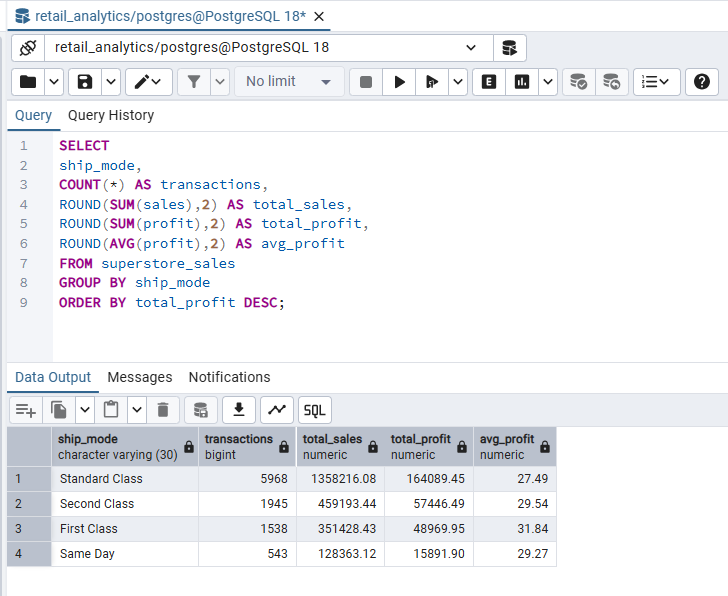 retail_analytics/postgres@PostgreSQL 18*
retail_analytics/postgres@PostgreSQL 18
No limit
E
Query Query History
1 SELECT
2 ship_mode,
3 COUNT(*) AS transactions,
4 ROUND(SUM(sales),2) AS total_sales,
5 ROUND(SUM(profit),2) AS total_profit,
6 ROUND(AVG(profit),2) AS avg_profit
7 FROM superstore_sales
8 GROUP BY ship_mode
9 ORDER BY total_profit DESC;
Data Output Messages Notifications
SQL
ship_mode transactions total_sales total_profit avg_profit
character varying (30) bigint numeric numeric numeric
1 Standard Class 5968 1358216.08 164089.45 27.49
2 Second Class 1945 459193.44 57446.49 29.54
3 First Class 1538 351428.43 48969.95 31.84
4 Same Day 543 128363.12 15891.90 29.27